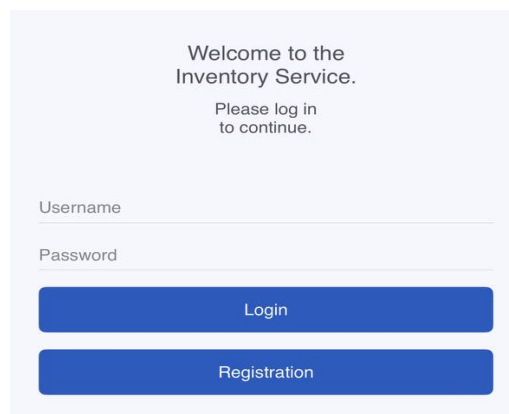 Welcome to the
Inventory Service.
Please log in
to continue.
Username
Password
Login
Registration